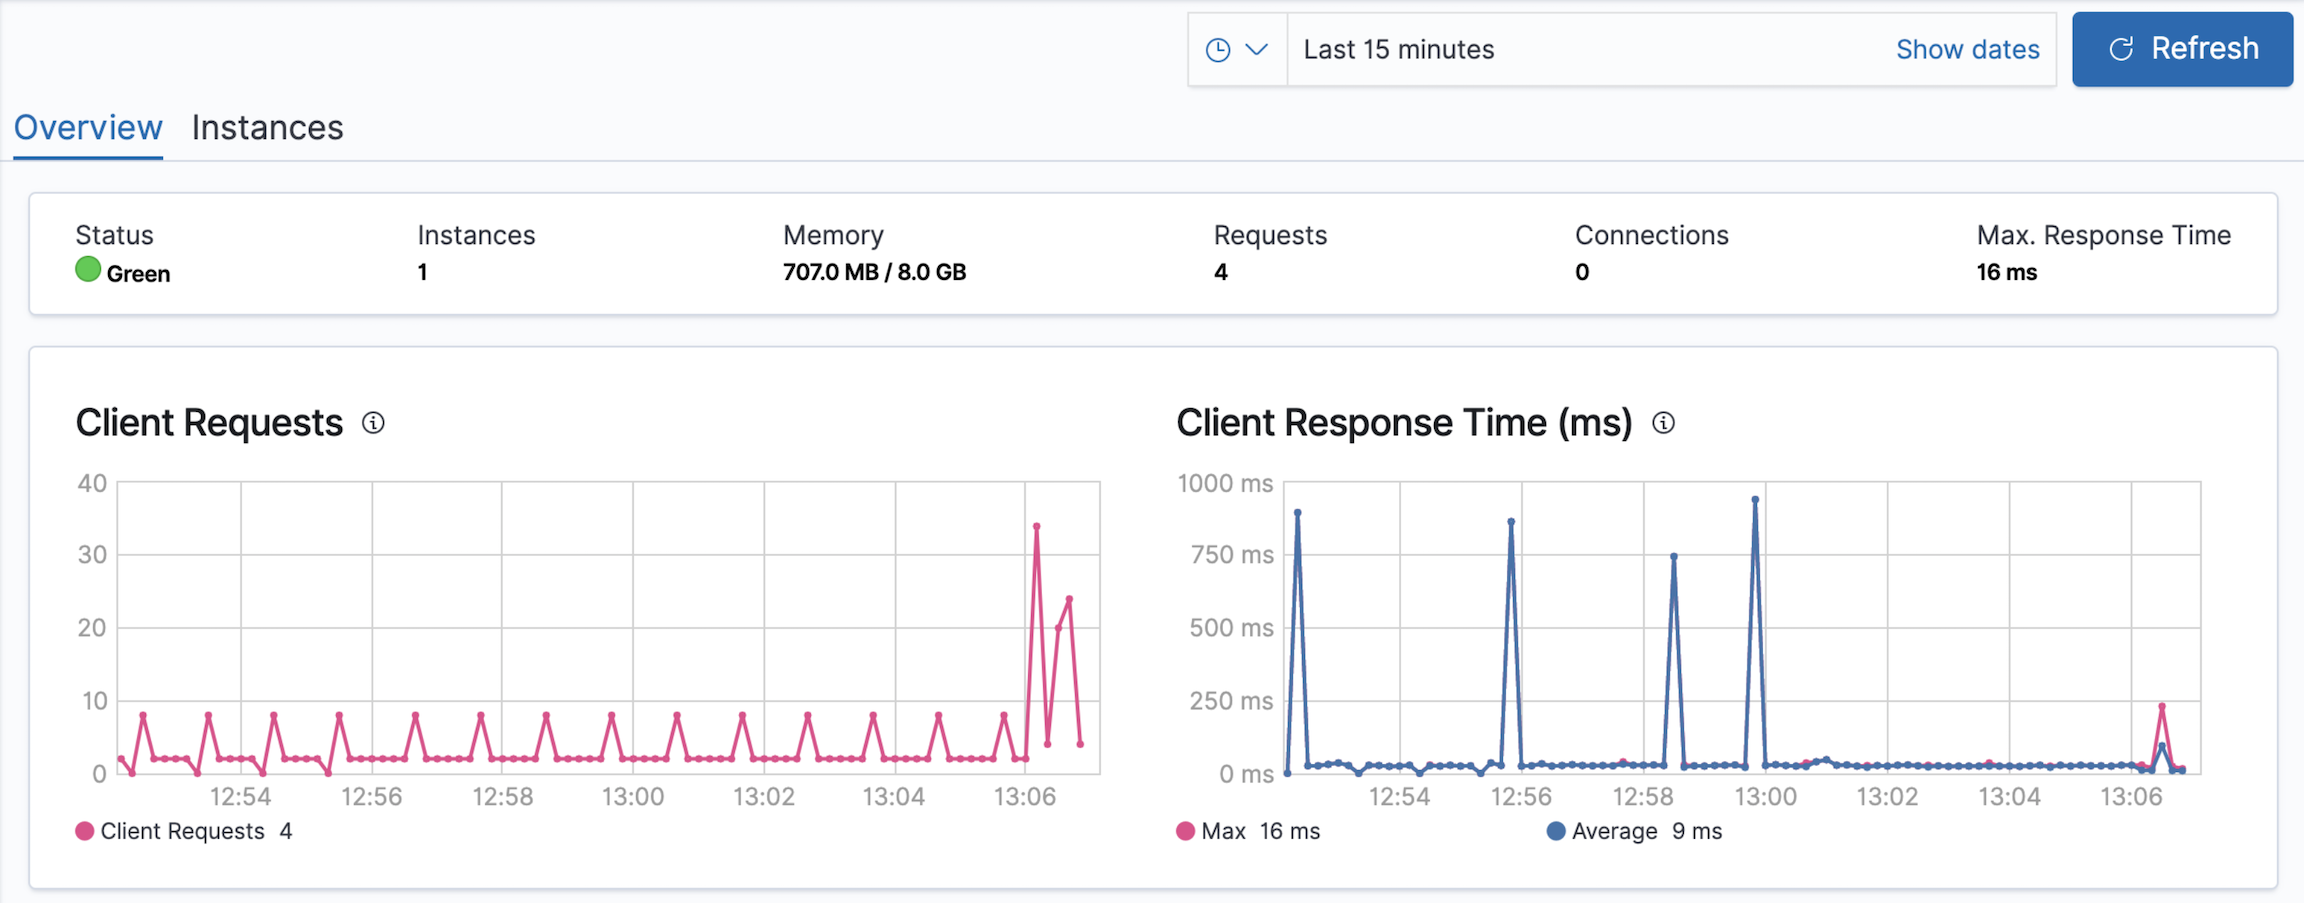 Last 15 minutes Show dates Refresh
Overview Instances
Status Instances Memory Requests Connections Max. Response Time
Green 1 707.0 MB / 8.0 GB 4 0 16 ms
Client Requests
40
30
20
10
0
12:54 12:56 12:58 13:00 13:02 13:04 13:06
Client Requests 4
Client Response Time (ms)
1000 ms
750 ms
500 ms
250 ms
0 ms
12:54 12:56 12:58 13:00 13:02 13:04 13:06
Max 16 ms Average 9 ms